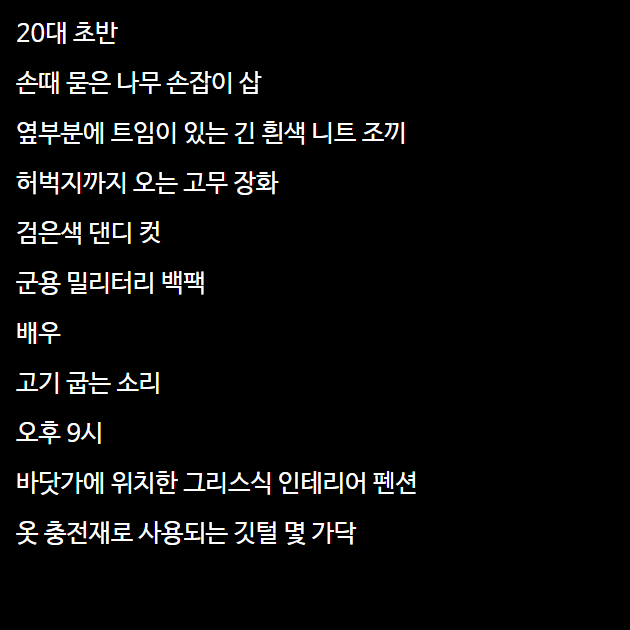 20대 초반
손때 묻은 나무 손잡이 삽
옆부분에 트임이 있는 긴 흰색 니트 조끼
허벅지까지 오는 고무 장화
검은색 댄디 컷
군용 밀리터리 백팩
배우
고기 굽는 소리
오후 9시
바닷가에 위치한 그리스식 인테리어 펜션
옷 충전재로 사용되는 깃털 몇 가닥